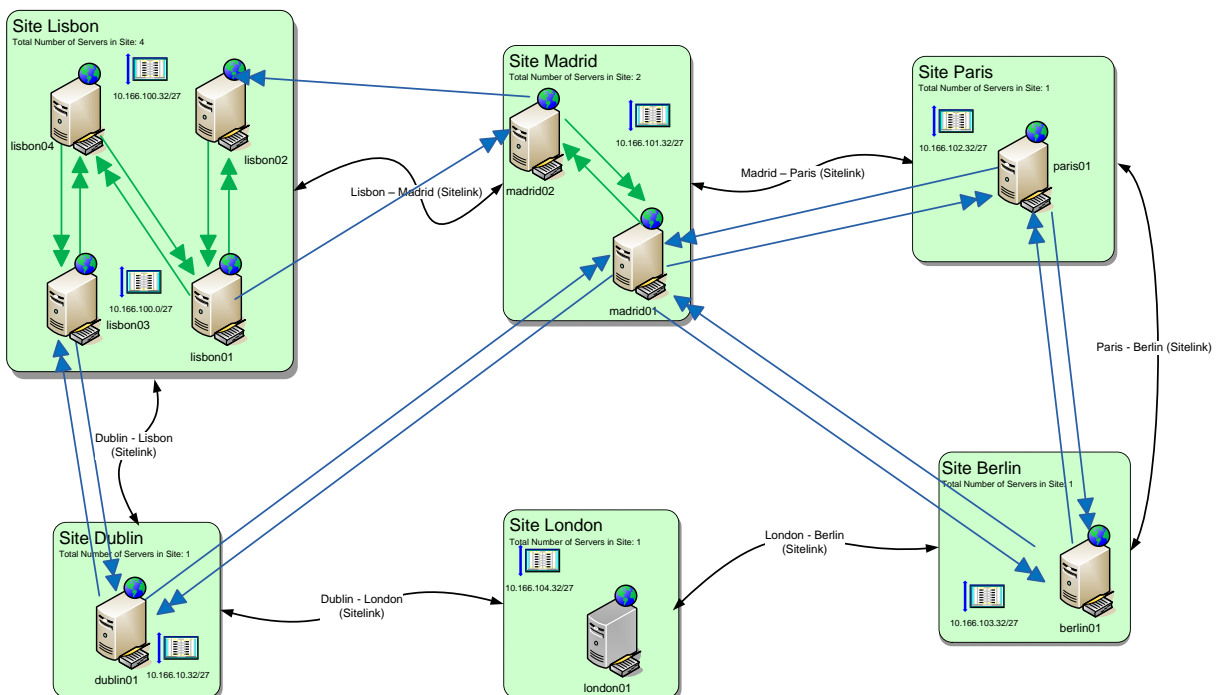 Site Lisbon
Total Number of Servers in Site: 4
10.166.100.32/27
lisbon04
lisbon02
10.166.100.0/27
lisbon03
lisbon01
Lisbon – Madrid (Sitelink)
Site Madrid
Total Number of Servers in Site: 2
10.166.101.32/27
madrid02
madrid01
Madrid – Paris (Sitelink)
Site Paris
Total Number of Servers in Site: 1
10.166.102.32/27
paris01
Paris - Berlin (Sitelink)
Dublin - Lisbon
(Sitelink)
Site Dublin
Total Number of Servers in Site: 1
dublin01
10.166.10.32/27
Dublin - London
(Sitelink)
Site London
Total Number of Servers in Site: 1
10.166.104.32/27
london01
London - Berlin
(Sitelink)
Site Berlin
Total Number of Servers in Site: 1
10.166.103.32/27
berlin01